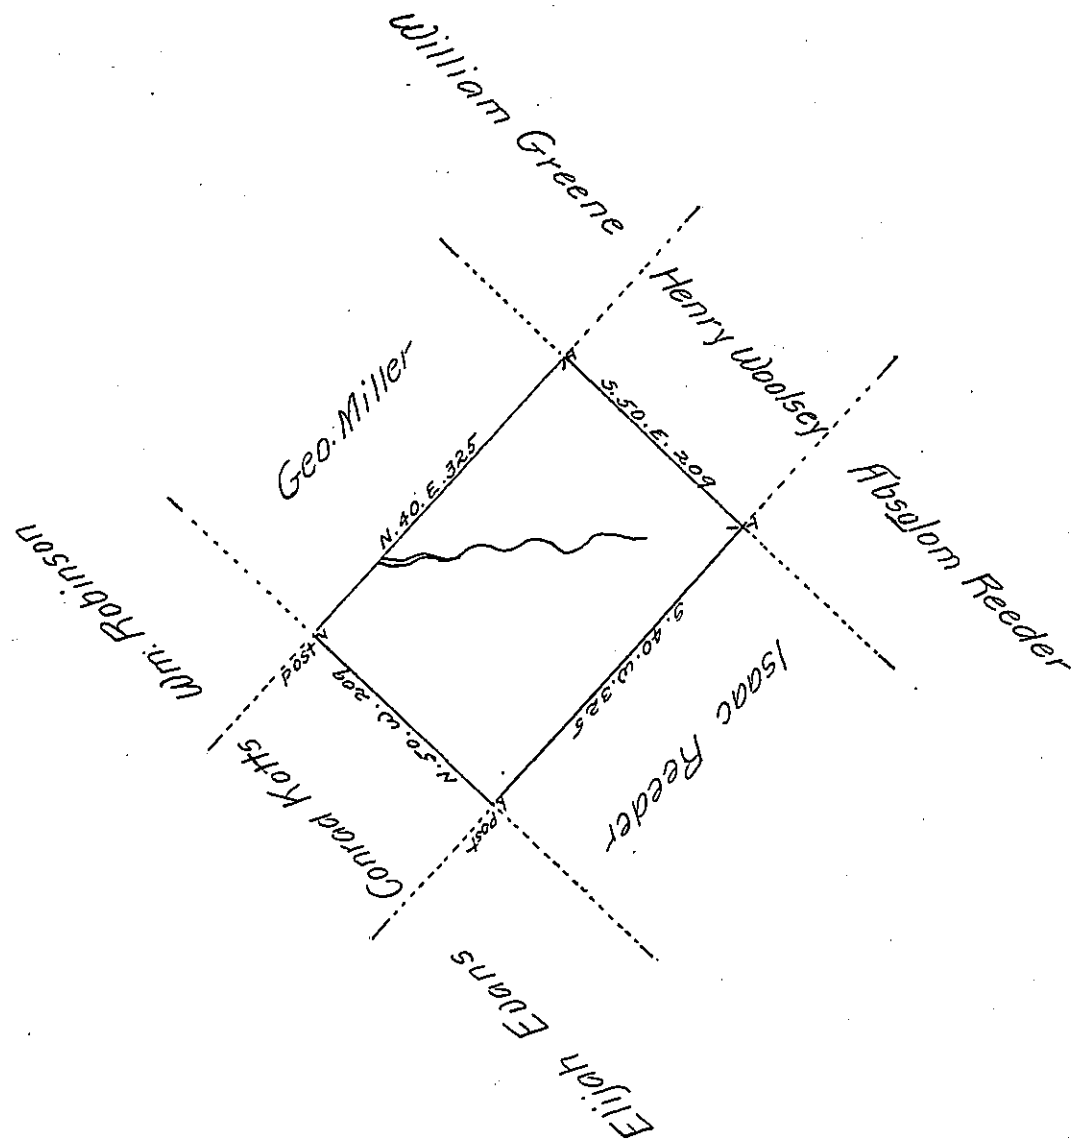 William Greene
Henry Woolsey
Absolom Reeder
Geo. Miller
S. 50. E. 209
N. 40. E. 325
Wm. Robinson
post
N. 50. W. 209
S. 40. W. 325
Isaac Reeder
Conrad Kotts
post
Elijah Evans